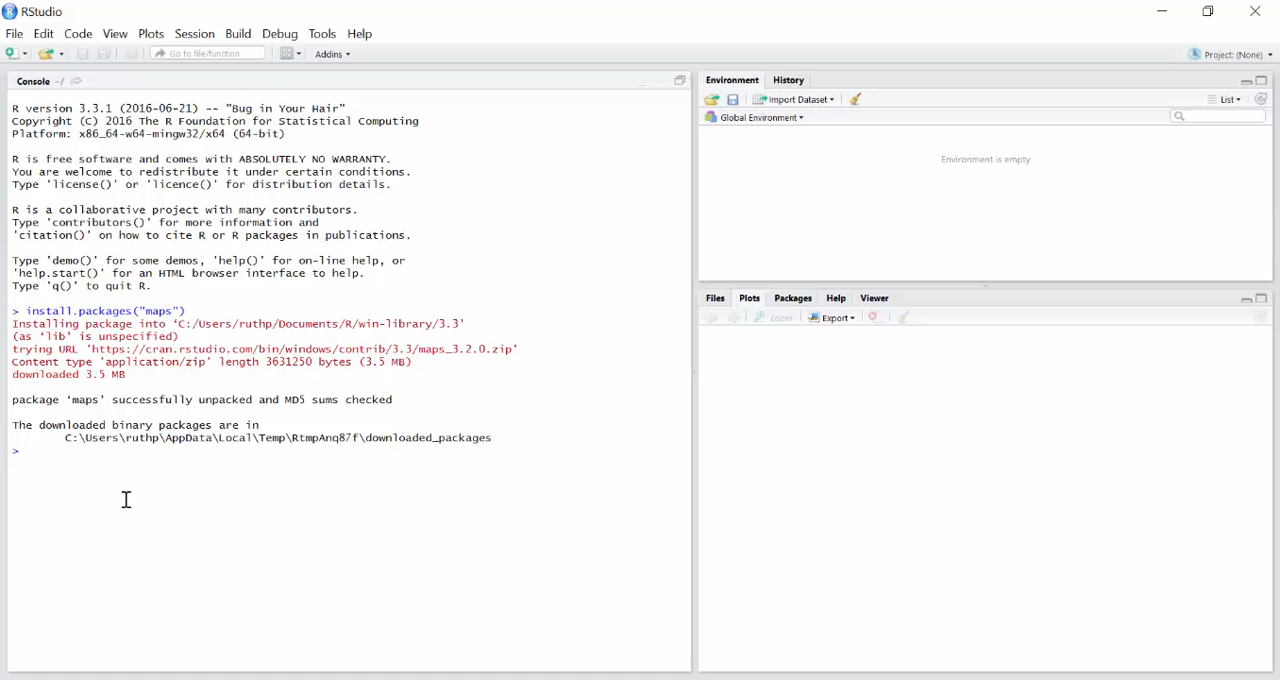 RStudio
File Edit Code View Plots Session Build Debug Tools Help
Go to file/function Addins Project: (None)
Console ~/
R version 3.3.1 (2016-06-21) -- "Bug in Your Hair"
Copyright (C) 2016 The R Foundation for Statistical Computing
Platform: x86_64-w64-mingw32/x64 (64-bit)
R is free software and comes with ABSOLUTELY NO WARRANTY.
You are welcome to redistribute it under certain conditions.
Type 'license()' or 'licence()' for distribution details.
R is a collaborative project with many contributors.
Type 'contributors()' for more information and
'citation()' on how to cite R or R packages in publications.
Type 'demo()' for some demos, 'help()' for on-line help, or
'help.start()' for an HTML browser interface to help.
Type 'q()' to quit R.
> install.packages("maps")
Installing package into ‘C:/Users/ruthp/Documents/R/win-library/3.3’
(as ‘lib’ is unspecified)
trying URL 'https://cran.rstudio.com/bin/windows/contrib/3.3/maps_3.2.0.zip'
Content type 'application/zip' length 3631250 bytes (3.5 MB)
downloaded 3.5 MB
package ‘maps’ successfully unpacked and MD5 sums checked
The downloaded binary packages are in
C:\Users\ruthp\AppData\Local\Temp\RtmpAnq87f\downloaded_packages
>
Environment History
Import Dataset List
Global Environment
Environment is empty
Files Plots Packages Help Viewer
Zoom Export